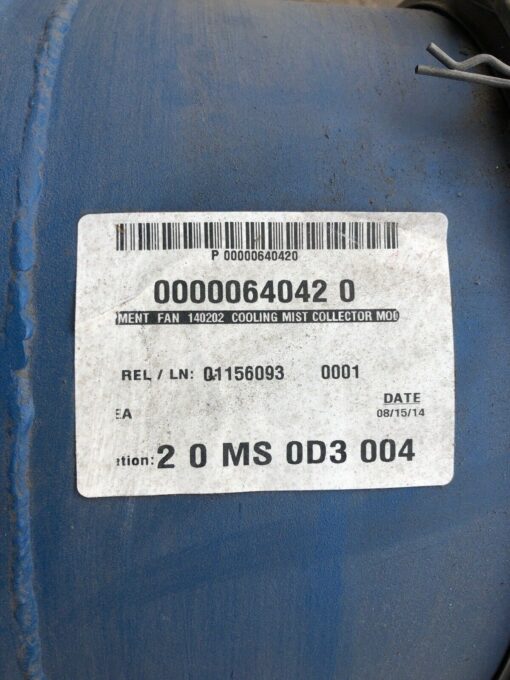 P 00000640420
0000064042 0
MENT FAN 140202 COOLING MIST COLLECTOR MOD
REL / LN: 01156093 0001
EA
DATE
08/15/14
tion: 2 0 MS 0D3 004